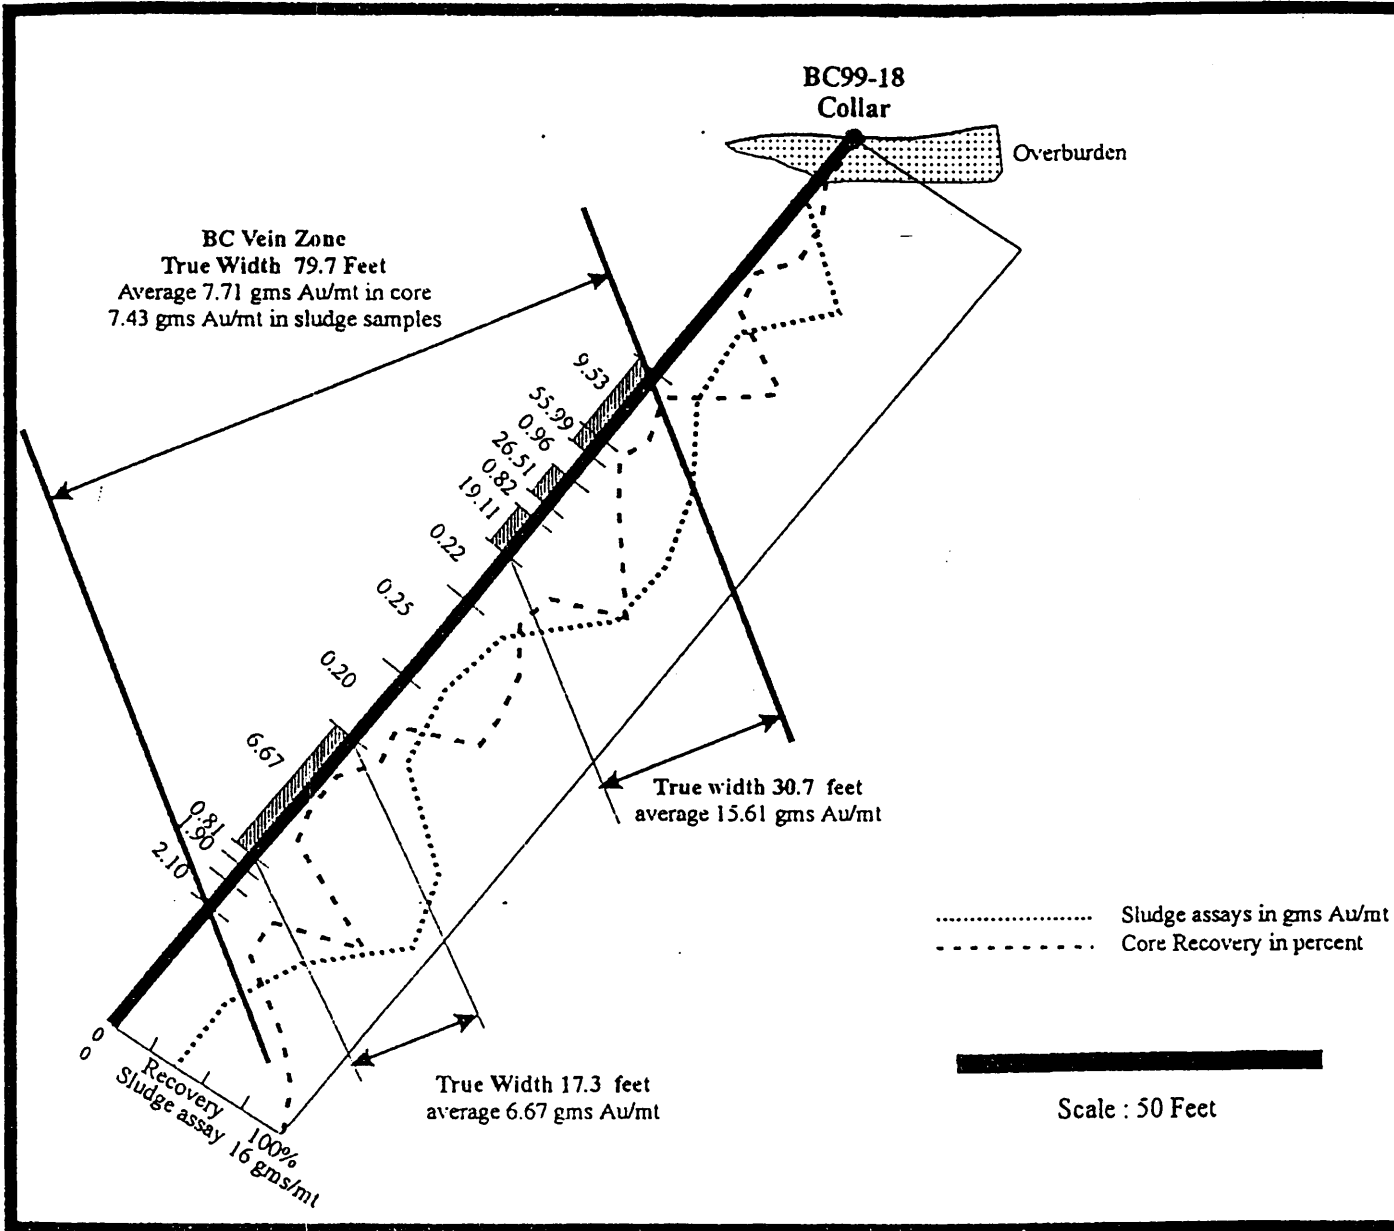 BC99-18
Collar
Overburden
BC Vein Zone
True Width 79.7 Feet
Average 7.71 gms Au/mt in core
7.43 gms Au/mt in sludge samples
9.53
55.99
0.96
26.51
0.82
19.11
0.22
0.25
0.20
6.67
0.81
1.90
2.10
True width 30.7 feet
average 15.61 gms Au/mt
Sludge assays in gms Au/mt
Core Recovery in percent
True Width 17.3 feet
average 6.67 gms Au/mt
Scale : 50 Feet
0
0
Recovery 100%
Sludge assay 16 gms/mt